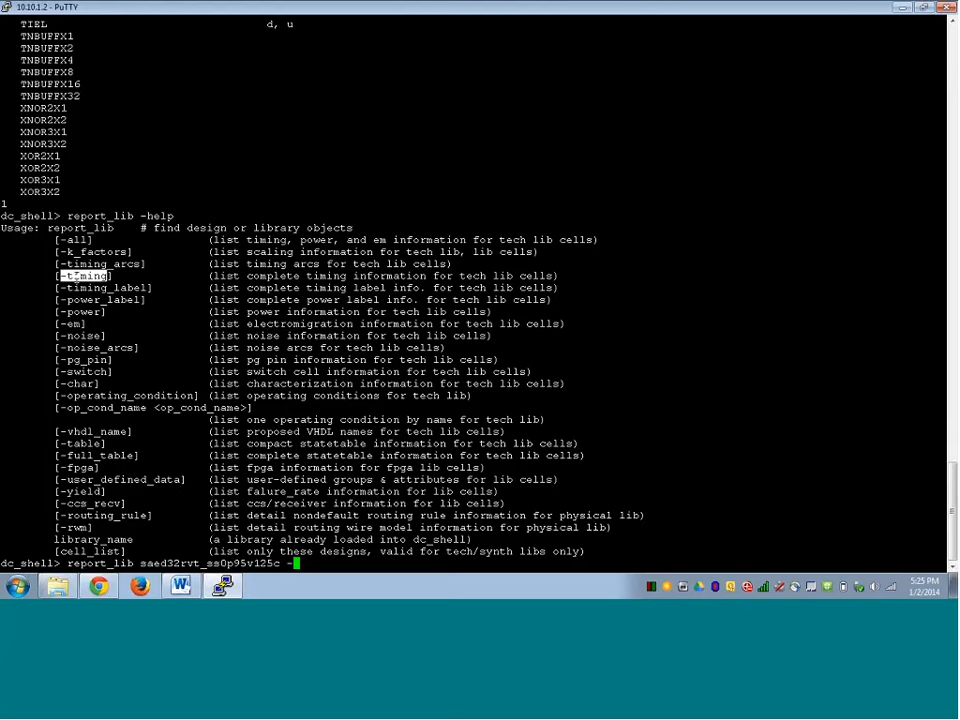 10.10.1.2 - PuTTY
TIEL d, u
TNBUFFX1
TNBUFFX2
TNBUFFX4
TNBUFFX8
TNBUFFX16
TNBUFFX32
XNOR2X1
XNOR2X2
XNOR3X1
XNOR3X2
XOR2X1
XOR2X2
XOR3X1
XOR3X2
1
dc_shell> report_lib -help
Usage: report_lib # find design or library objects
[-all] (list timing, power, and em information for tech lib cells)
[-k_factors] (list scaling information for tech lib, lib cells)
[-timing_arcs] (list timing arcs for tech lib cells)
[-timing] (list complete timing information for tech lib cells)
[-timing_label] (list complete timing label info. for tech lib cells)
[-power_label] (list complete power label info. for tech lib cells)
[-power] (list power information for tech lib cells)
[-em] (list electromigration information for tech lib cells)
[-noise] (list noise information for tech lib cells)
[-noise_arcs] (list noise arcs for tech lib cells)
[-pg_pin] (list pg pin information for tech lib cells)
[-switch] (list switch cell information for tech lib cells)
[-char] (list characterization information for tech lib cells)
[-operating_condition] (list operating conditions for tech lib)
[-op_cond_name <op_cond_name>]
(list one operating condition by name for tech lib)
[-vhdl_name] (list proposed VHDL names for tech lib cells)
[-table] (list compact statetable information for tech lib cells)
[-full_table] (list complete statetable information for tech lib cells)
[-fpga] (list fpga information for fpga lib cells)
[-user_defined_data] (list user-defined groups & attributes for lib cells)
[-yield] (list falure_rate information for lib cells)
[-ccs_recv] (list ccs/receiver information for lib cells)
[-routing_rule] (list detail nondefault routing rule information for physical lib)
[-rwm] (list detail routing wire model information for physical lib)
library_name (a library already loaded into dc_shell)
[cell_list] (list only these designs, valid for tech/synth libs only)
dc_shell> report_lib saed32rvt_ss0p95v125c -
5:25 PM
1/2/2014